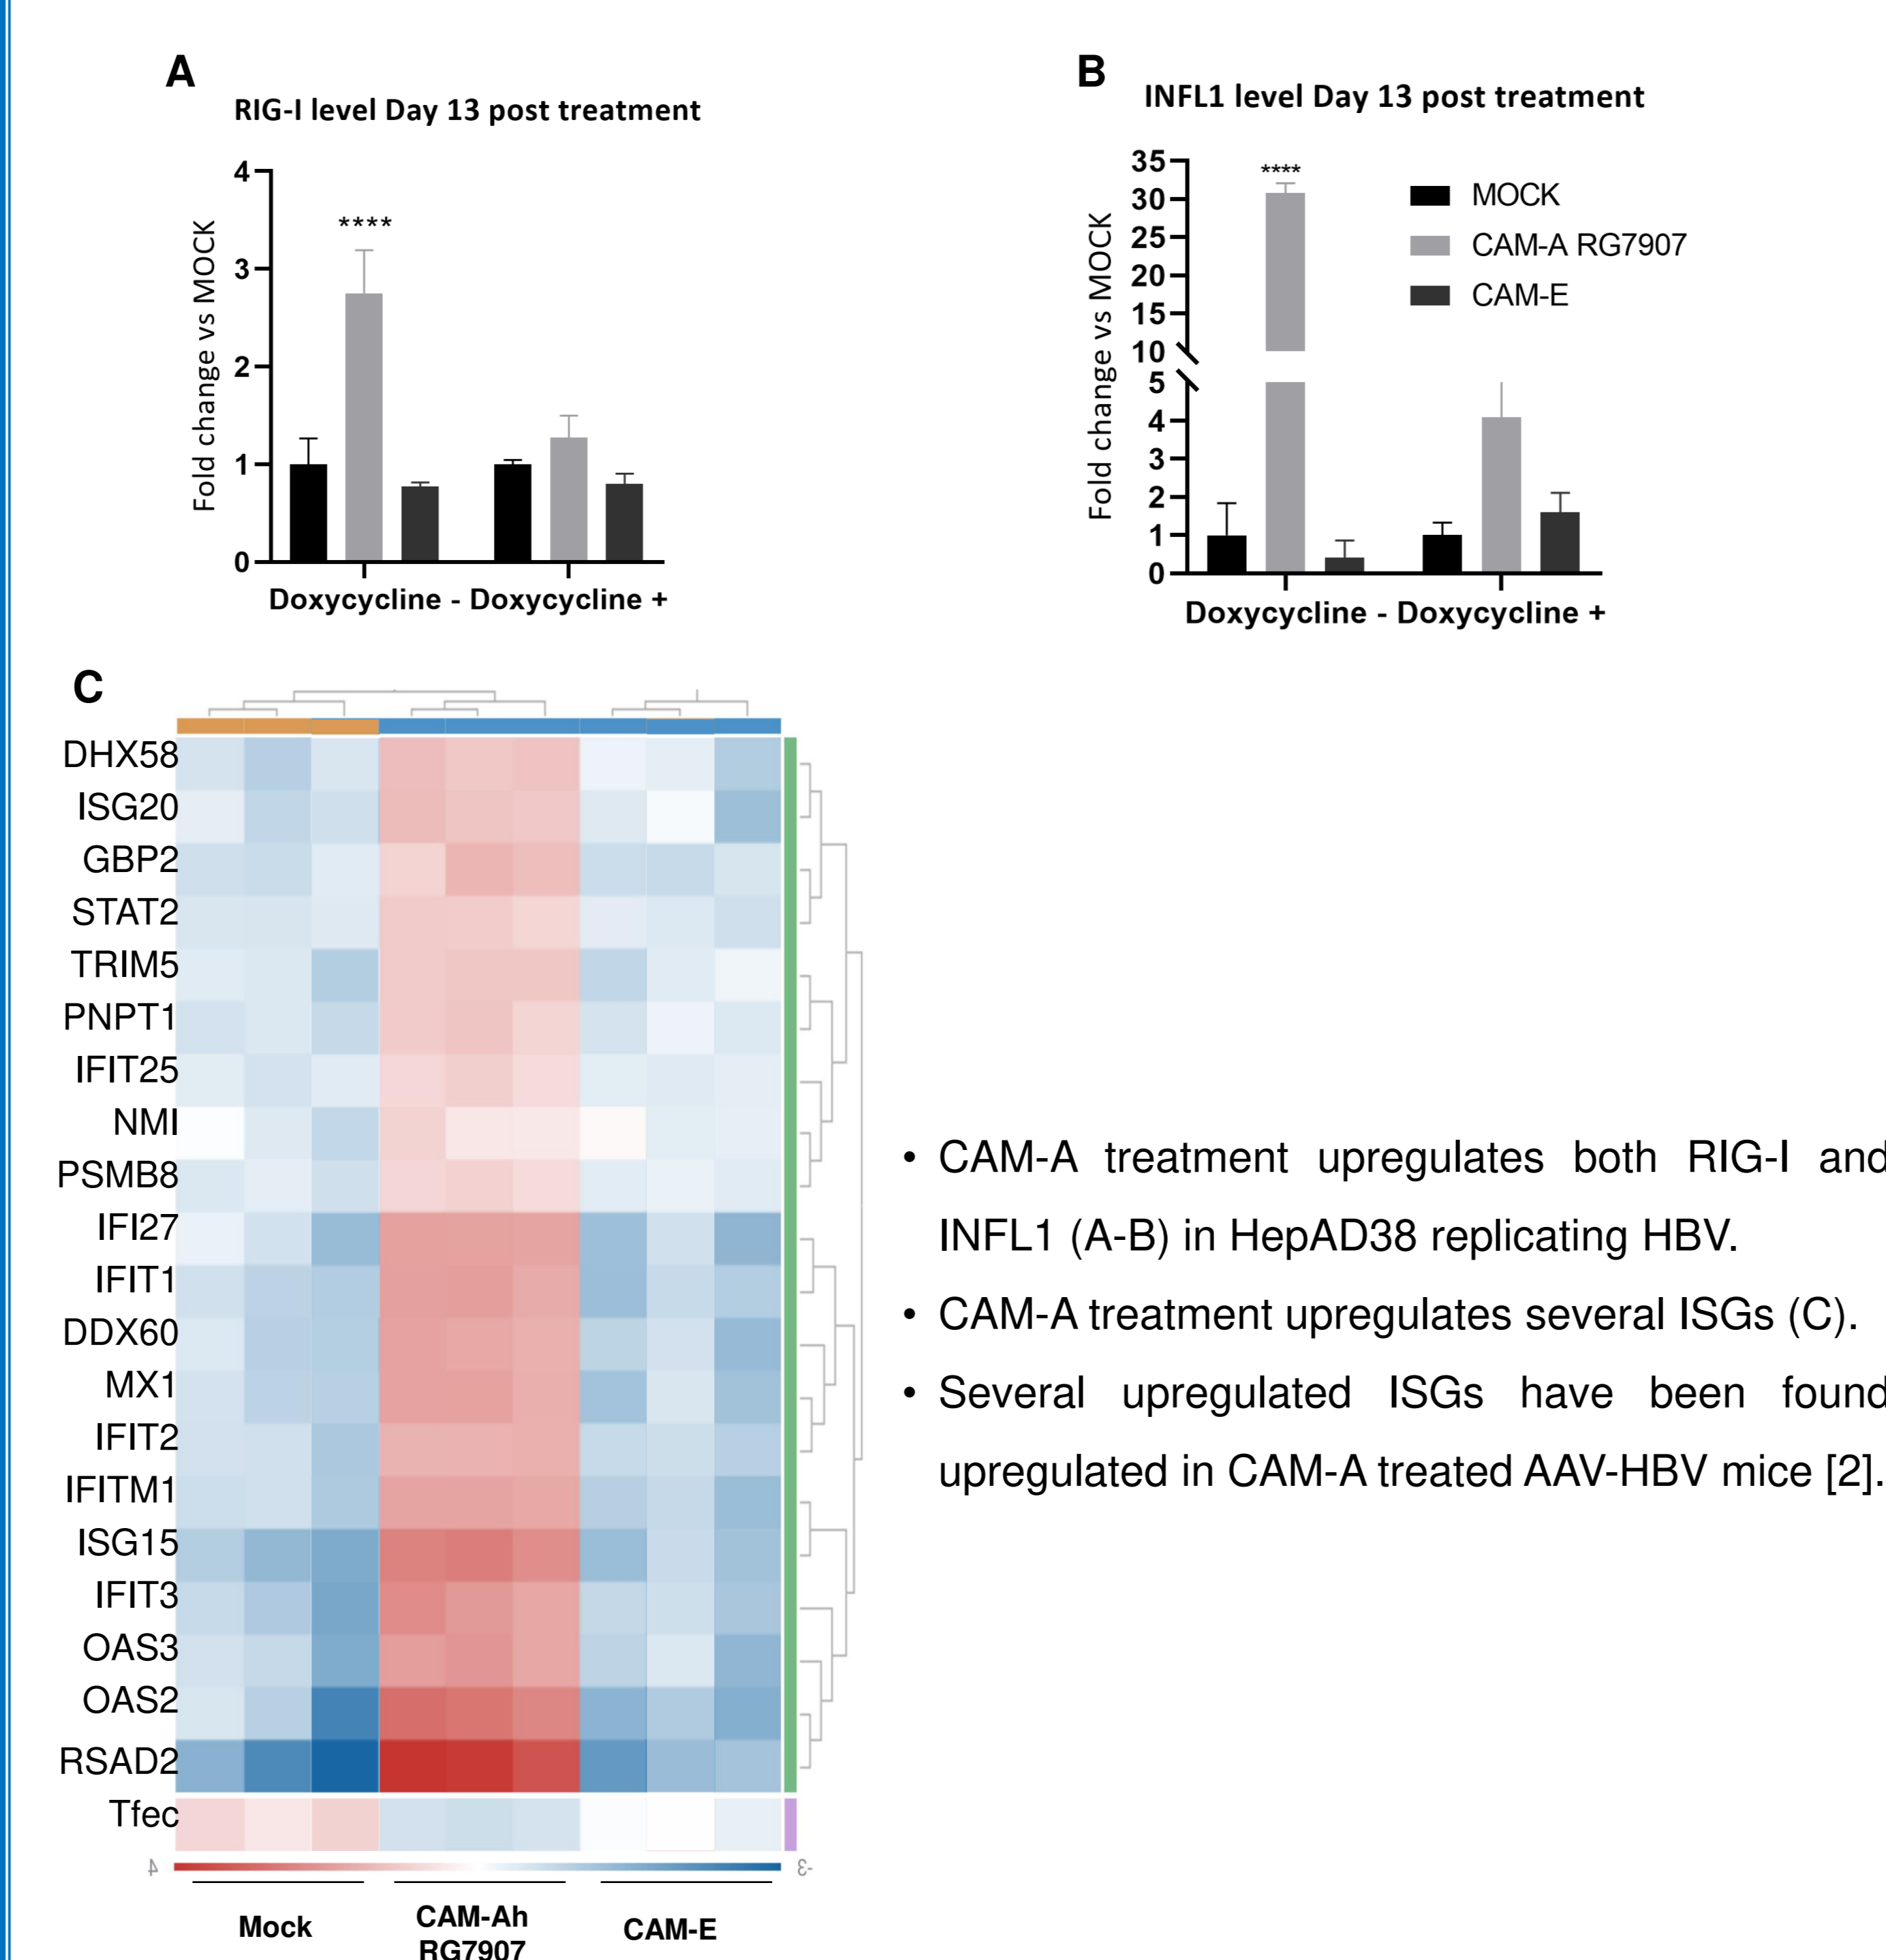 A
RIG-I level Day 13 post treatment
Fold change vs MOCK
4
3
2
1
0
****
Doxycycline - Doxycycline +
B
INFL1 level Day 13 post treatment
Fold change vs MOCK
35
30
25
20
15
10
5
4
3
2
1
0
****
MOCK
CAM-A RG7907
CAM-E
Doxycycline - Doxycycline +
C
DHX58
ISG20
GBP2
STAT2
TRIM5
PNPT1
IFIT25
NMI
PSMB8
IFI27
IFIT1
DDX60
MX1
IFIT2
IFITM1
ISG15
IFIT3
OAS3
OAS2
RSAD2
Tfec
4
-3
Mock
CAM-Ah
RG7907
CAM-E
• CAM-A treatment upregulates both RIG-I and
INFL1 (A-B) in HepAD38 replicating HBV.
• CAM-A treatment upregulates several ISGs (C).
• Several upregulated ISGs have been found
upregulated in CAM-A treated AAV-HBV mice [2].